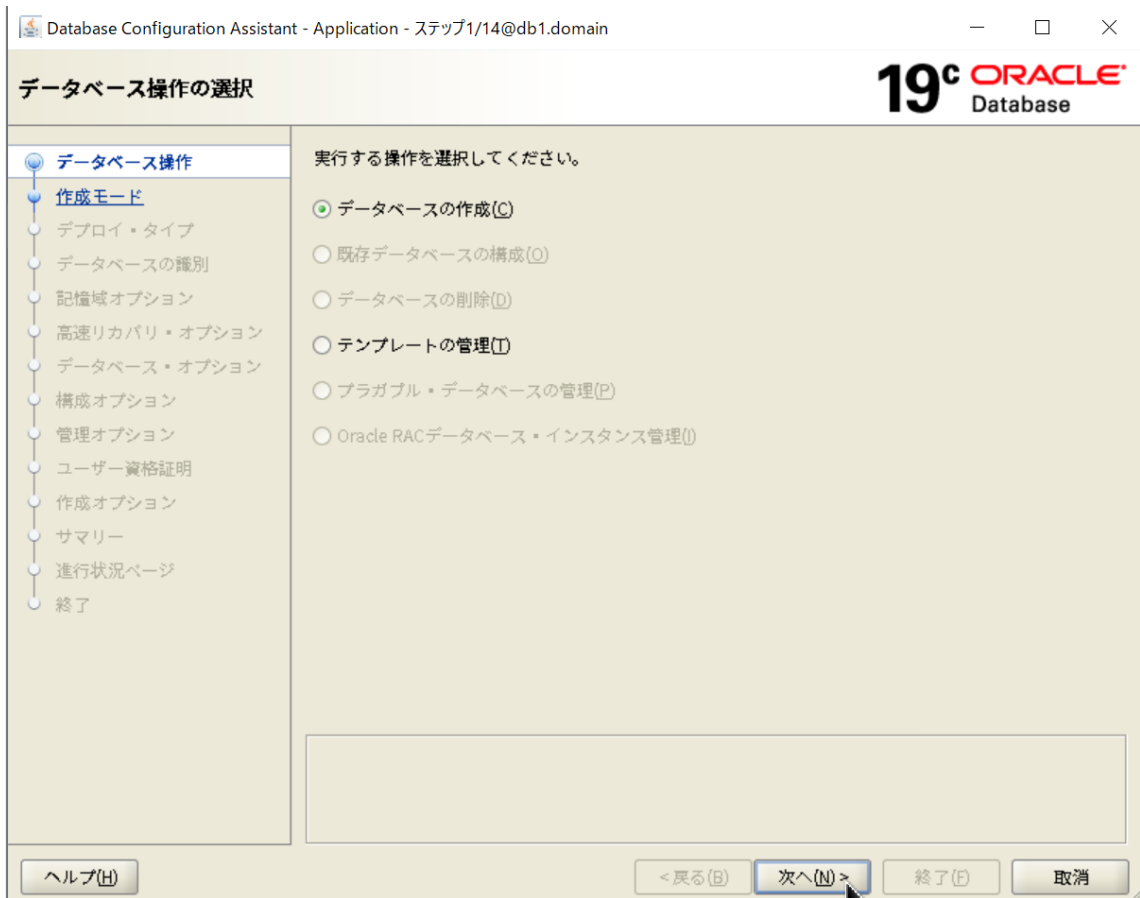 Database Configuration Assistant - Application - ステップ1/14@db1.domain
データベース操作の選択
19c ORACLE
Database
データベース操作
作成モード
デプロイ・タイプ
データベースの識別
記憶域オプション
高速リカバリ・オプション
データベース・オプション
構成オプション
管理オプション
ユーザー資格証明
作成オプション
サマリー
進行状況ページ
終了
実行する操作を選択してください。
データベースの作成(C)
既存データベースの構成(O)
データベースの削除(D)
テンプレートの管理(T)
プラガブル・データベースの管理(P)
Oracle RACデータベース・インスタンス管理(I)
ヘルプ(H)
<戻る(B)
次へ(N) >
終了(F)
取消